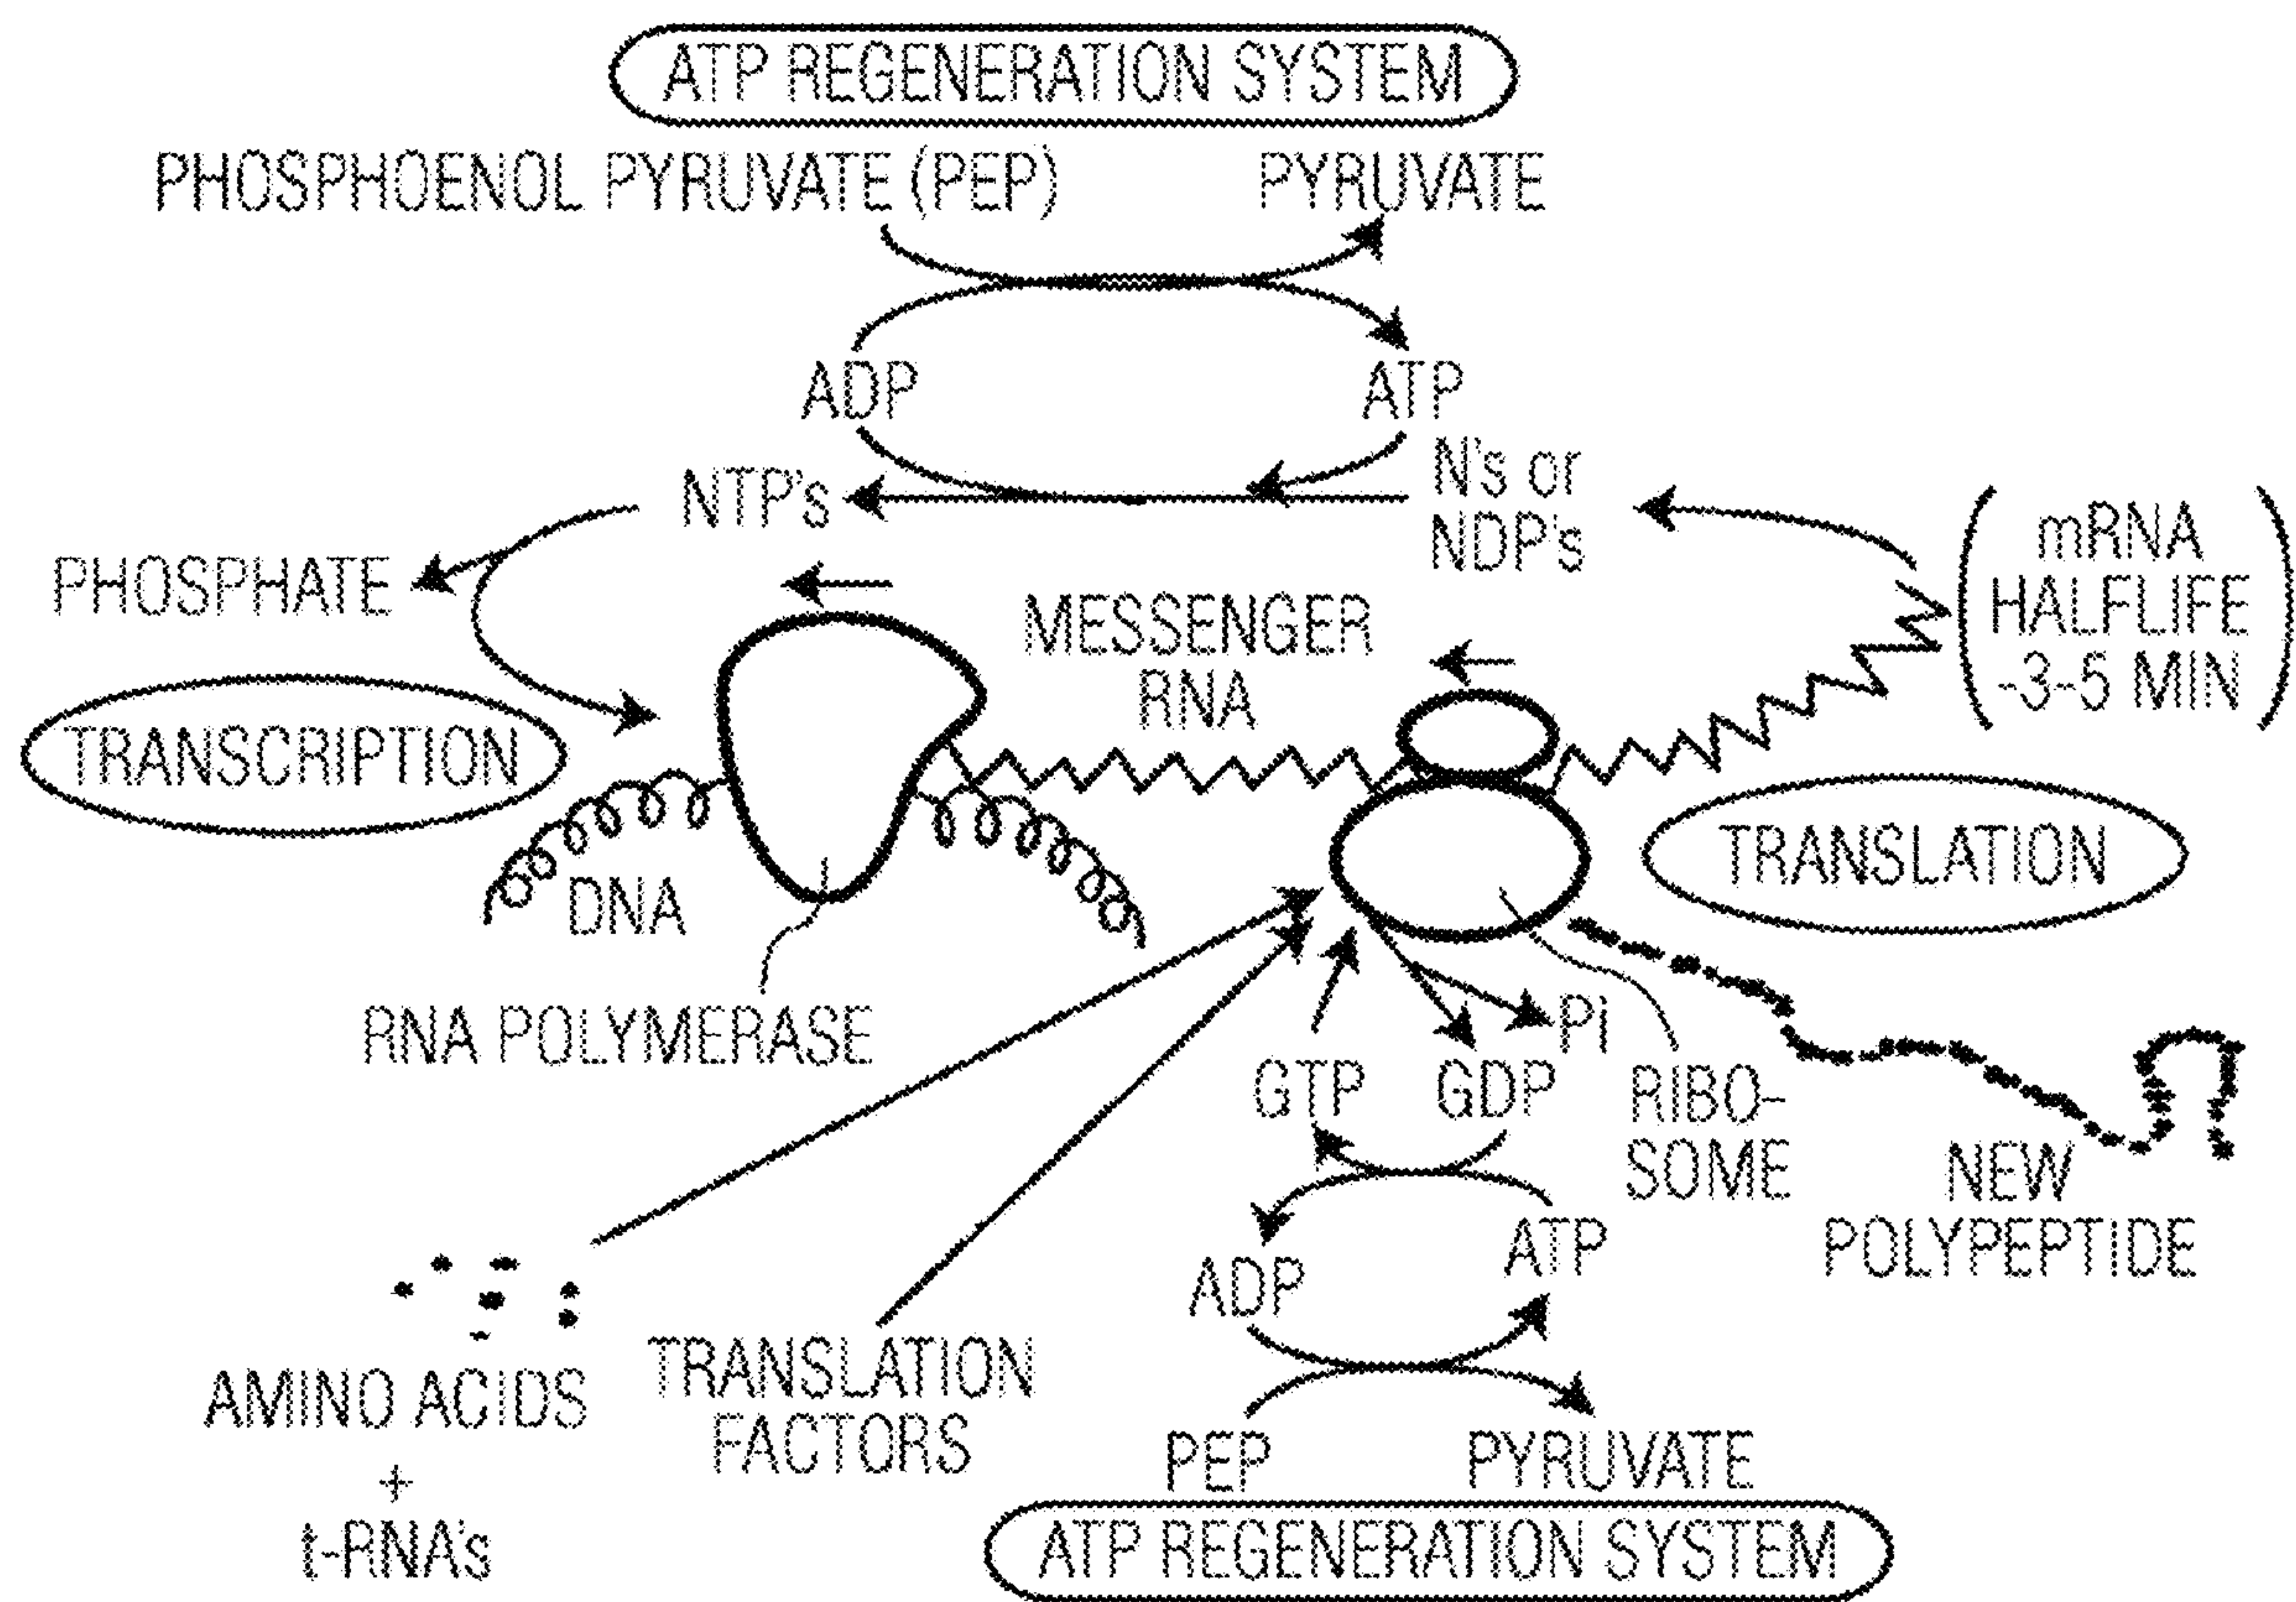 ATP REGENERATION SYSTEM
PHOSPHOENOL PYRUVATE (PEP)
PYRUVATE
ADP
ATP
NTP's
N's or
NDP's
mRNA
HALFLIFE
-3-5 MIN
PHOSPHATE
MESSENGER
RNA
TRANSCRIPTION
TRANSLATION
DNA
RNA POLYMERASE
Pi
GTP
GDP
RIBO-
SOME
NEW
POLYPEPTIDE
ADP
ATP
AMINO ACIDS
+
t-RNA's
TRANSLATION
FACTORS
PEP
PYRUVATE
ATP REGENERATION SYSTEM